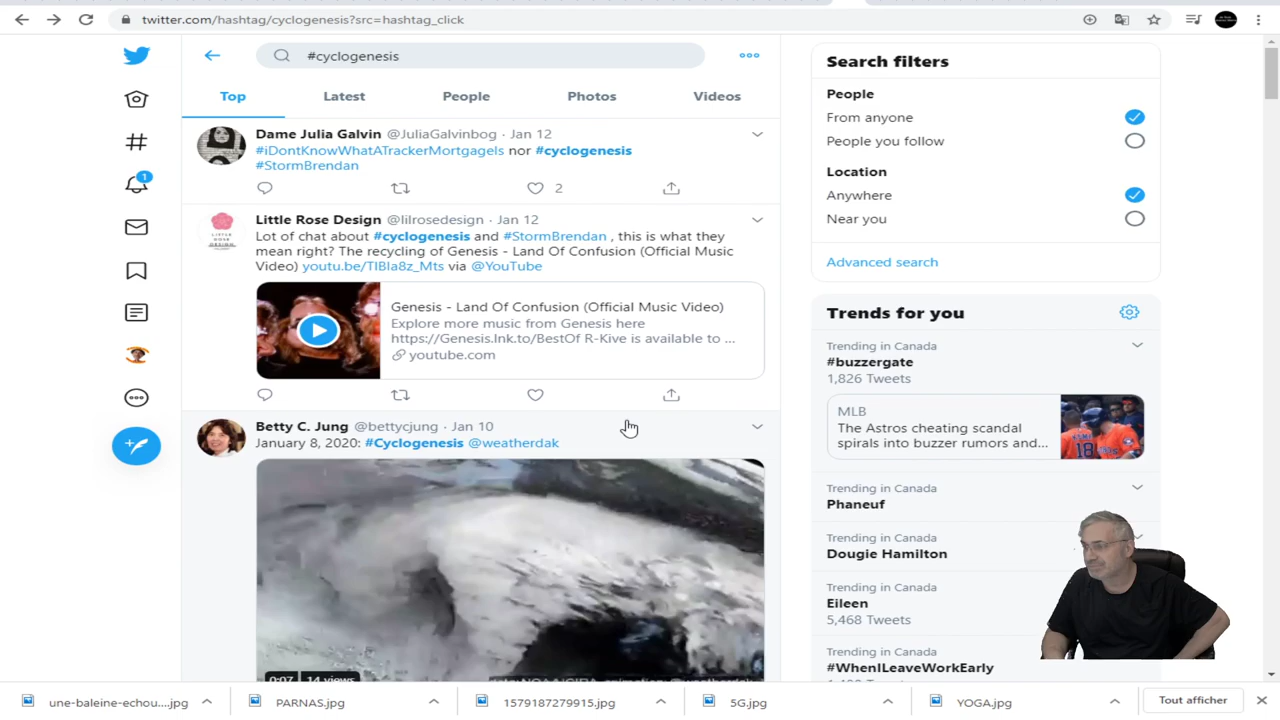 twitter.com/hashtag/cyclogenesis?src=hashtag_click
#cyclogenesis
Top
Latest
People
Photos
Videos
Dame Julia Galvin @JuliaGalvinbog · Jan 12
#iDontKnowWhatATrackerMortgageIs nor #cyclogenesis
#StormBrendan
2
Little Rose Design @lilrosedesign · Jan 12
Lot of chat about #cyclogenesis and #StormBrendan , this is what they
mean right? The recycling of Genesis - Land Of Confusion (Official Music
Video) youtu.be/TIBIa8z_Mts via @YouTube
Genesis - Land Of Confusion (Official Music Video)
Explore more music from Genesis here
https://Genesis.lnk.to/BestOf R-Kive is available to ...
youtube.com
Betty C. Jung @bettycjung · Jan 10
January 8, 2020: #Cyclogenesis @weatherdak
0:07 14 views
1
Search filters
People
From anyone
People you follow
Location
Anywhere
Near you
Advanced search
Trends for you
Trending in Canada
#buzzergate
1,826 Tweets
MLB
The Astros cheating scandal
spirals into buzzer rumors and...
18
Trending in Canada
Phaneuf
Trending in Canada
Dougie Hamilton
Trending in Canada
Eileen
5,468 Tweets
Trending in Canada
#WhenILeaveWorkEarly
une-baleine-echou....jpg
PARNAS.jpg
1579187279915.jpg
5G.jpg
YOGA.jpg
Tout afficher